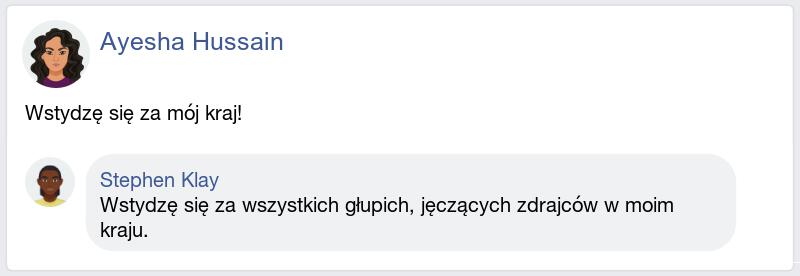 Ayesha Hussain
Wstydzę się za mój kraj!
Stephen Klay
Wstydzę się za wszystkich głupich, jęczących zdrajców w moim
kraju.